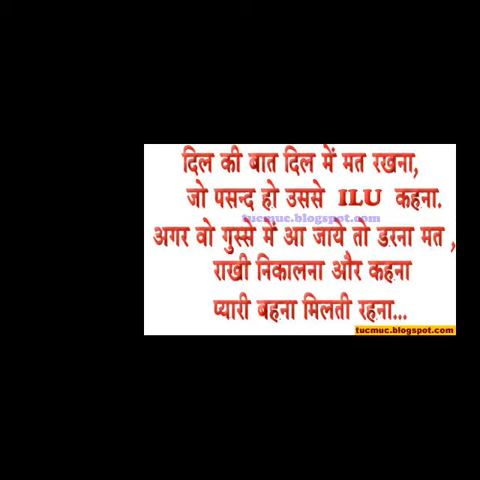 दिल की बात दिल में मत रखना,
जो पसन्द हो उससे ILU कहना.
tucmuc.blogspot.com
अगर वो गुस्से में आ जाये तो डरना मत ,
राखी निकालना और कहना
प्यारी बहना मिलती रहना...
tucmuc.blogspot.com